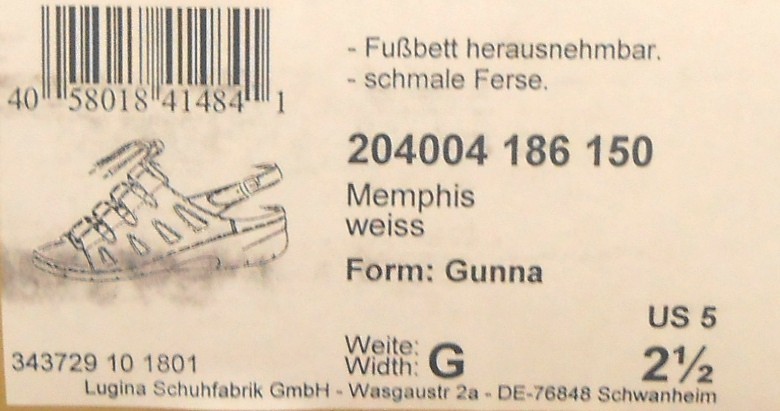 40 58018 41484 1
- Fußbett herausnehmbar.
- schmale Ferse.
204004 186 150
Memphis
weiss
Form: Gunna
US 5
Weite:
Width: G 2½
343729 10 1801
Lugina Schuhfabrik GmbH - Wasgaustr 2a - DE-76848 Schwanheim